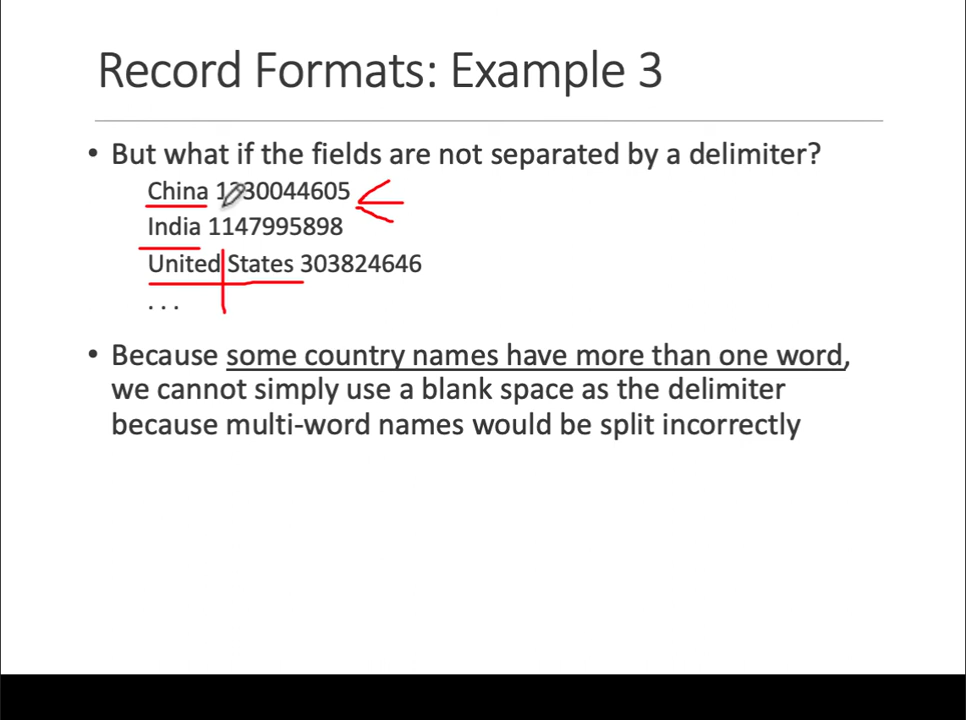 Record Formats: Example 3
• But what if the fields are not separated by a delimiter?
China 1330044605
India 1147995898
United States 303824646
. . .
• Because some country names have more than one word,
we cannot simply use a blank space as the delimiter
because multi-word names would be split incorrectly